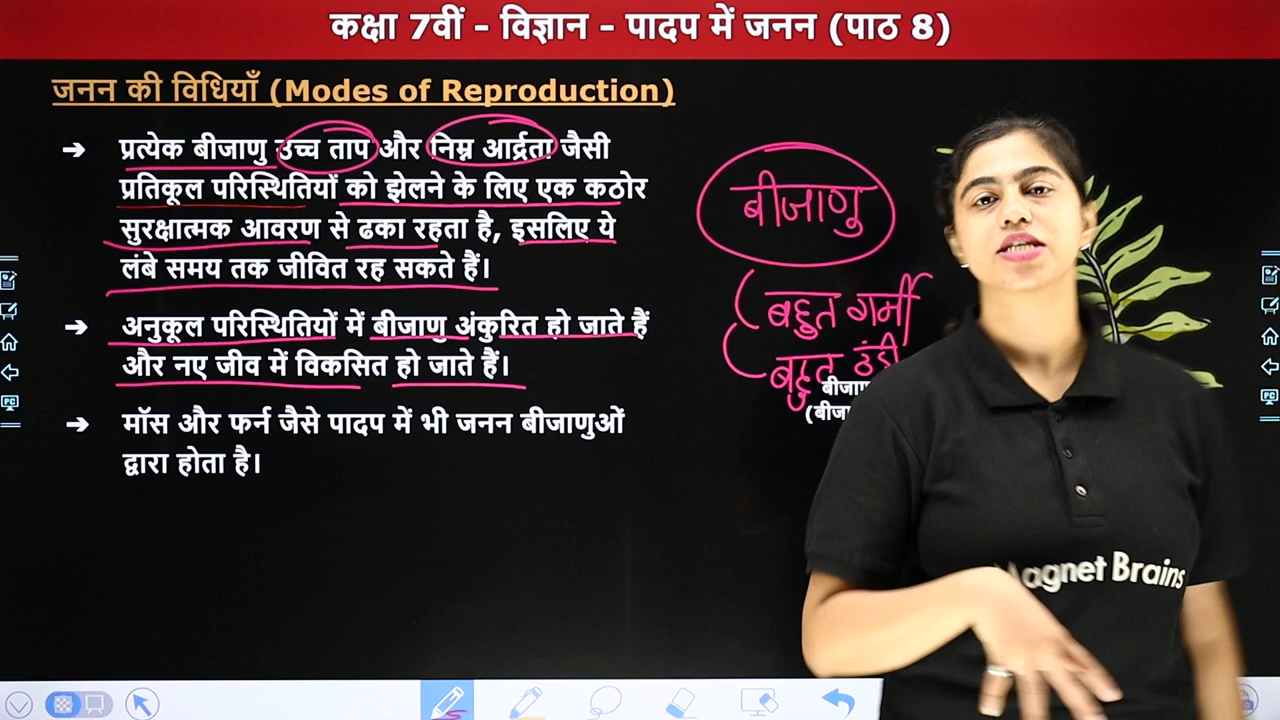 कक्षा 7वीं - विज्ञान - पादप में जनन (पाठ 8)
जनन की विधियाँ (Modes of Reproduction)
➔ प्रत्येक बीजाणु उच्च ताप और निम्न आर्द्रता जैसी
प्रतिकूल परिस्थितियों को झेलने के लिए एक कठोर
सुरक्षात्मक आवरण से ढका रहता है, इसलिए ये
लंबे समय तक जीवित रह सकते हैं।
➔ अनुकूल परिस्थितियों में बीजाणु अंकुरित हो जाते हैं
और नए जीव में विकसित हो जाते हैं।
➔ मॉस और फर्न जैसे पादप में भी जनन बीजाणुओं
द्वारा होता है।
बीजाणु
बहुत गर्मी
बहुत ठंडी
Magnet Brains
PC
PC